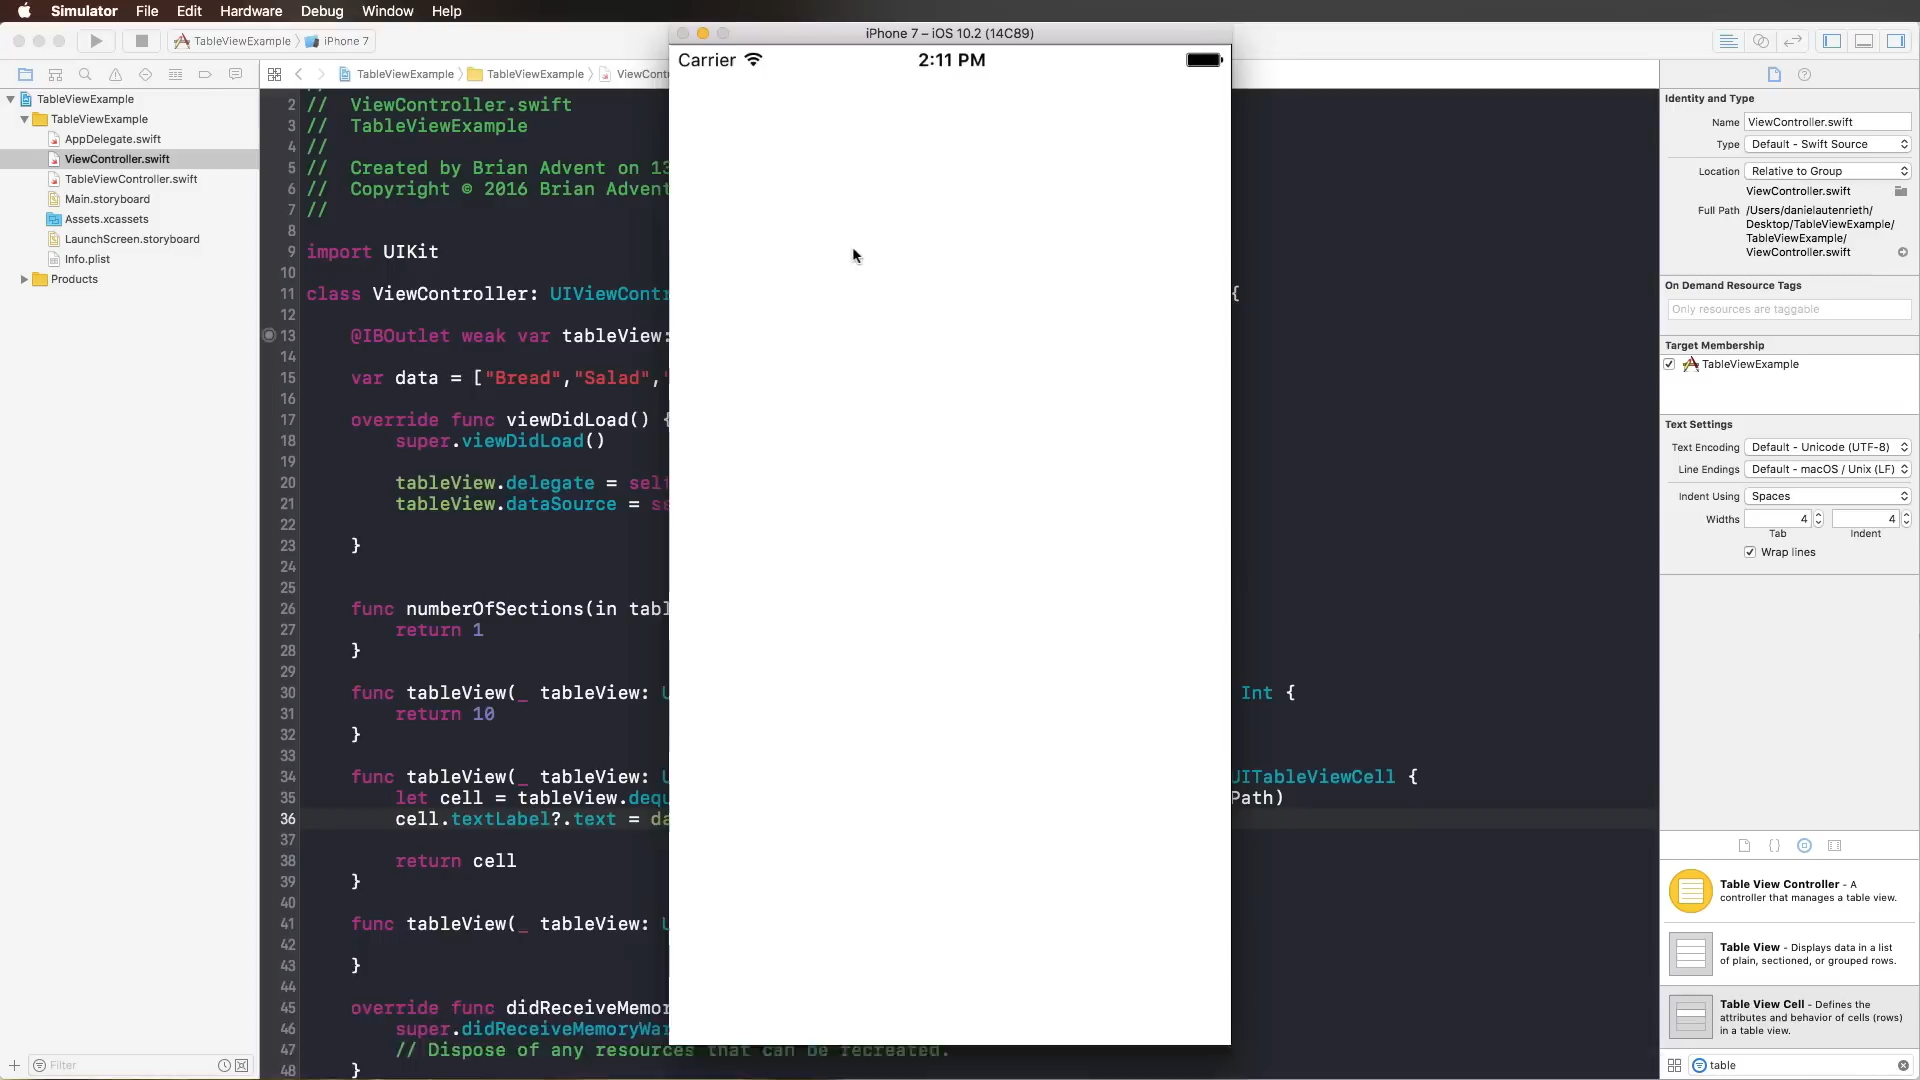 Simulator File Edit Hardware Debug Window Help
TableViewExample iPhone 7
iPhone 7 – iOS 10.2 (14C89)
TableViewExample TableViewExample ViewCont
TableViewExample
TableViewExample
AppDelegate.swift
ViewController.swift
TableViewController.swift
Main.storyboard
Assets.xcassets
LaunchScreen.storyboard
Info.plist
Products
Filter
2 // ViewController.swift
3 // TableViewExample
4 //
5 // Created by Brian Advent on 13
6 // Copyright © 2016 Brian Advent
7 //
8
9 import UIKit
10
11 class ViewController: UIViewContr {
12
13 @IBOutlet weak var tableView:
14
15 var data = ["Bread","Salad",
16
17 override func viewDidLoad() {
18 super.viewDidLoad()
19
20 tableView.delegate = self
21 tableView.dataSource = se
22
23 }
24
25
26 func numberOfSections(in tabl
27 return 1
28 }
29
30 func tableView(_ tableView: U Int {
31 return 10
32 }
33
34 func tableView(_ tableView: U UITableViewCell {
35 let cell = tableView.dequ Path)
36 cell.textLabel?.text = da
37
38 return cell
39 }
40
41 func tableView(_ tableView: U
42
43 }
44
45 override func didReceiveMemor
46 super.didReceiveMemoryWar
47 // Dispose of any resources that can be recreated.
48 }
Carrier 2:11 PM
Identity and Type
Name ViewController.swift
Type Default - Swift Source
Location Relative to Group
ViewController.swift
Full Path /Users/danielautenrieth/
Desktop/TableViewExample/
TableViewExample/
ViewController.swift
On Demand Resource Tags
Only resources are taggable
Target Membership
TableViewExample
Text Settings
Text Encoding Default - Unicode (UTF-8)
Line Endings Default - macOS / Unix (LF)
Indent Using Spaces
Widths 4 4
Tab Indent
Wrap lines
Table View Controller - A
controller that manages a table view.
Table View - Displays data in a list
of plain, sectioned, or grouped rows.
Table View Cell - Defines the
attributes and behavior of cells (rows)
in a table view.
table